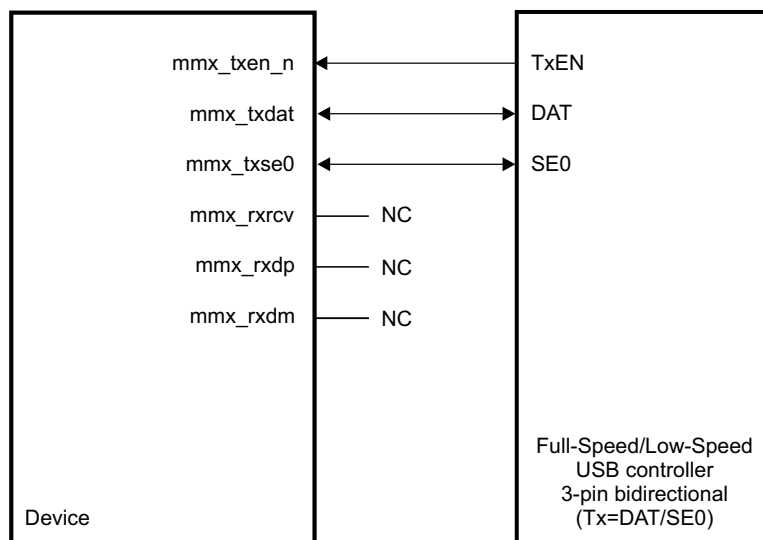 mmx_txen_n TxEN
mmx_txdat DAT
mmx_txse0 SE0
mmx_rxrcv NC
mmx_rxdp NC
mmx_rxdm NC
Full-Speed/Low-Speed
USB controller
3-pin bidirectional
(Tx=DAT/SE0)
Device